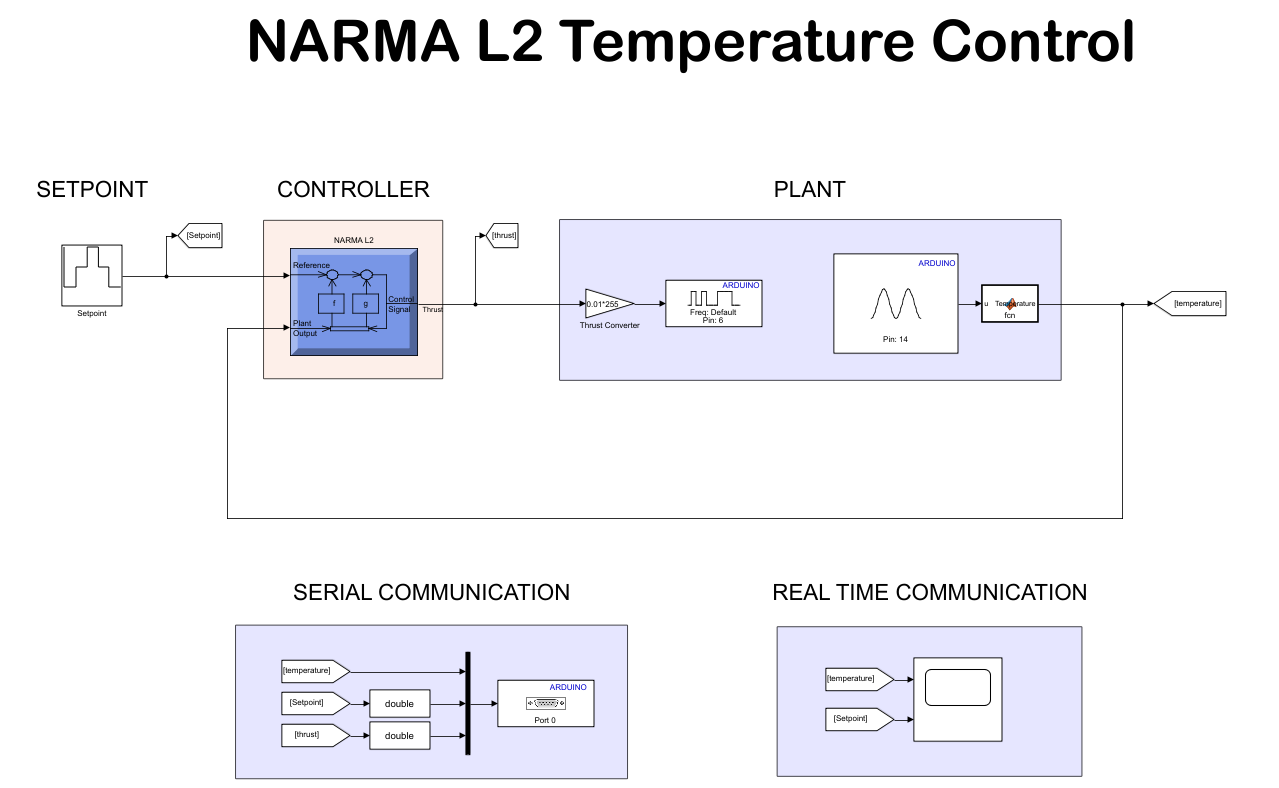 NARMA L2 Temperature Control
SETPOINT
CONTROLLER
PLANT
[Setpoint]
Setpoint
NARMA L2
Reference
f
g
Control
Signal
Plant
Output
Thrust
[thrust]
0.01*255
Thrust Converter
ARDUINO
Freq: Default
Pin: 6
ARDUINO
Pin: 14
u Temperature
fcn
[temperature]
SERIAL COMMUNICATION
[temperature]
[Setpoint]
double
[thrust]
double
ARDUINO
Port 0
REAL TIME COMMUNICATION
[temperature]
[Setpoint]